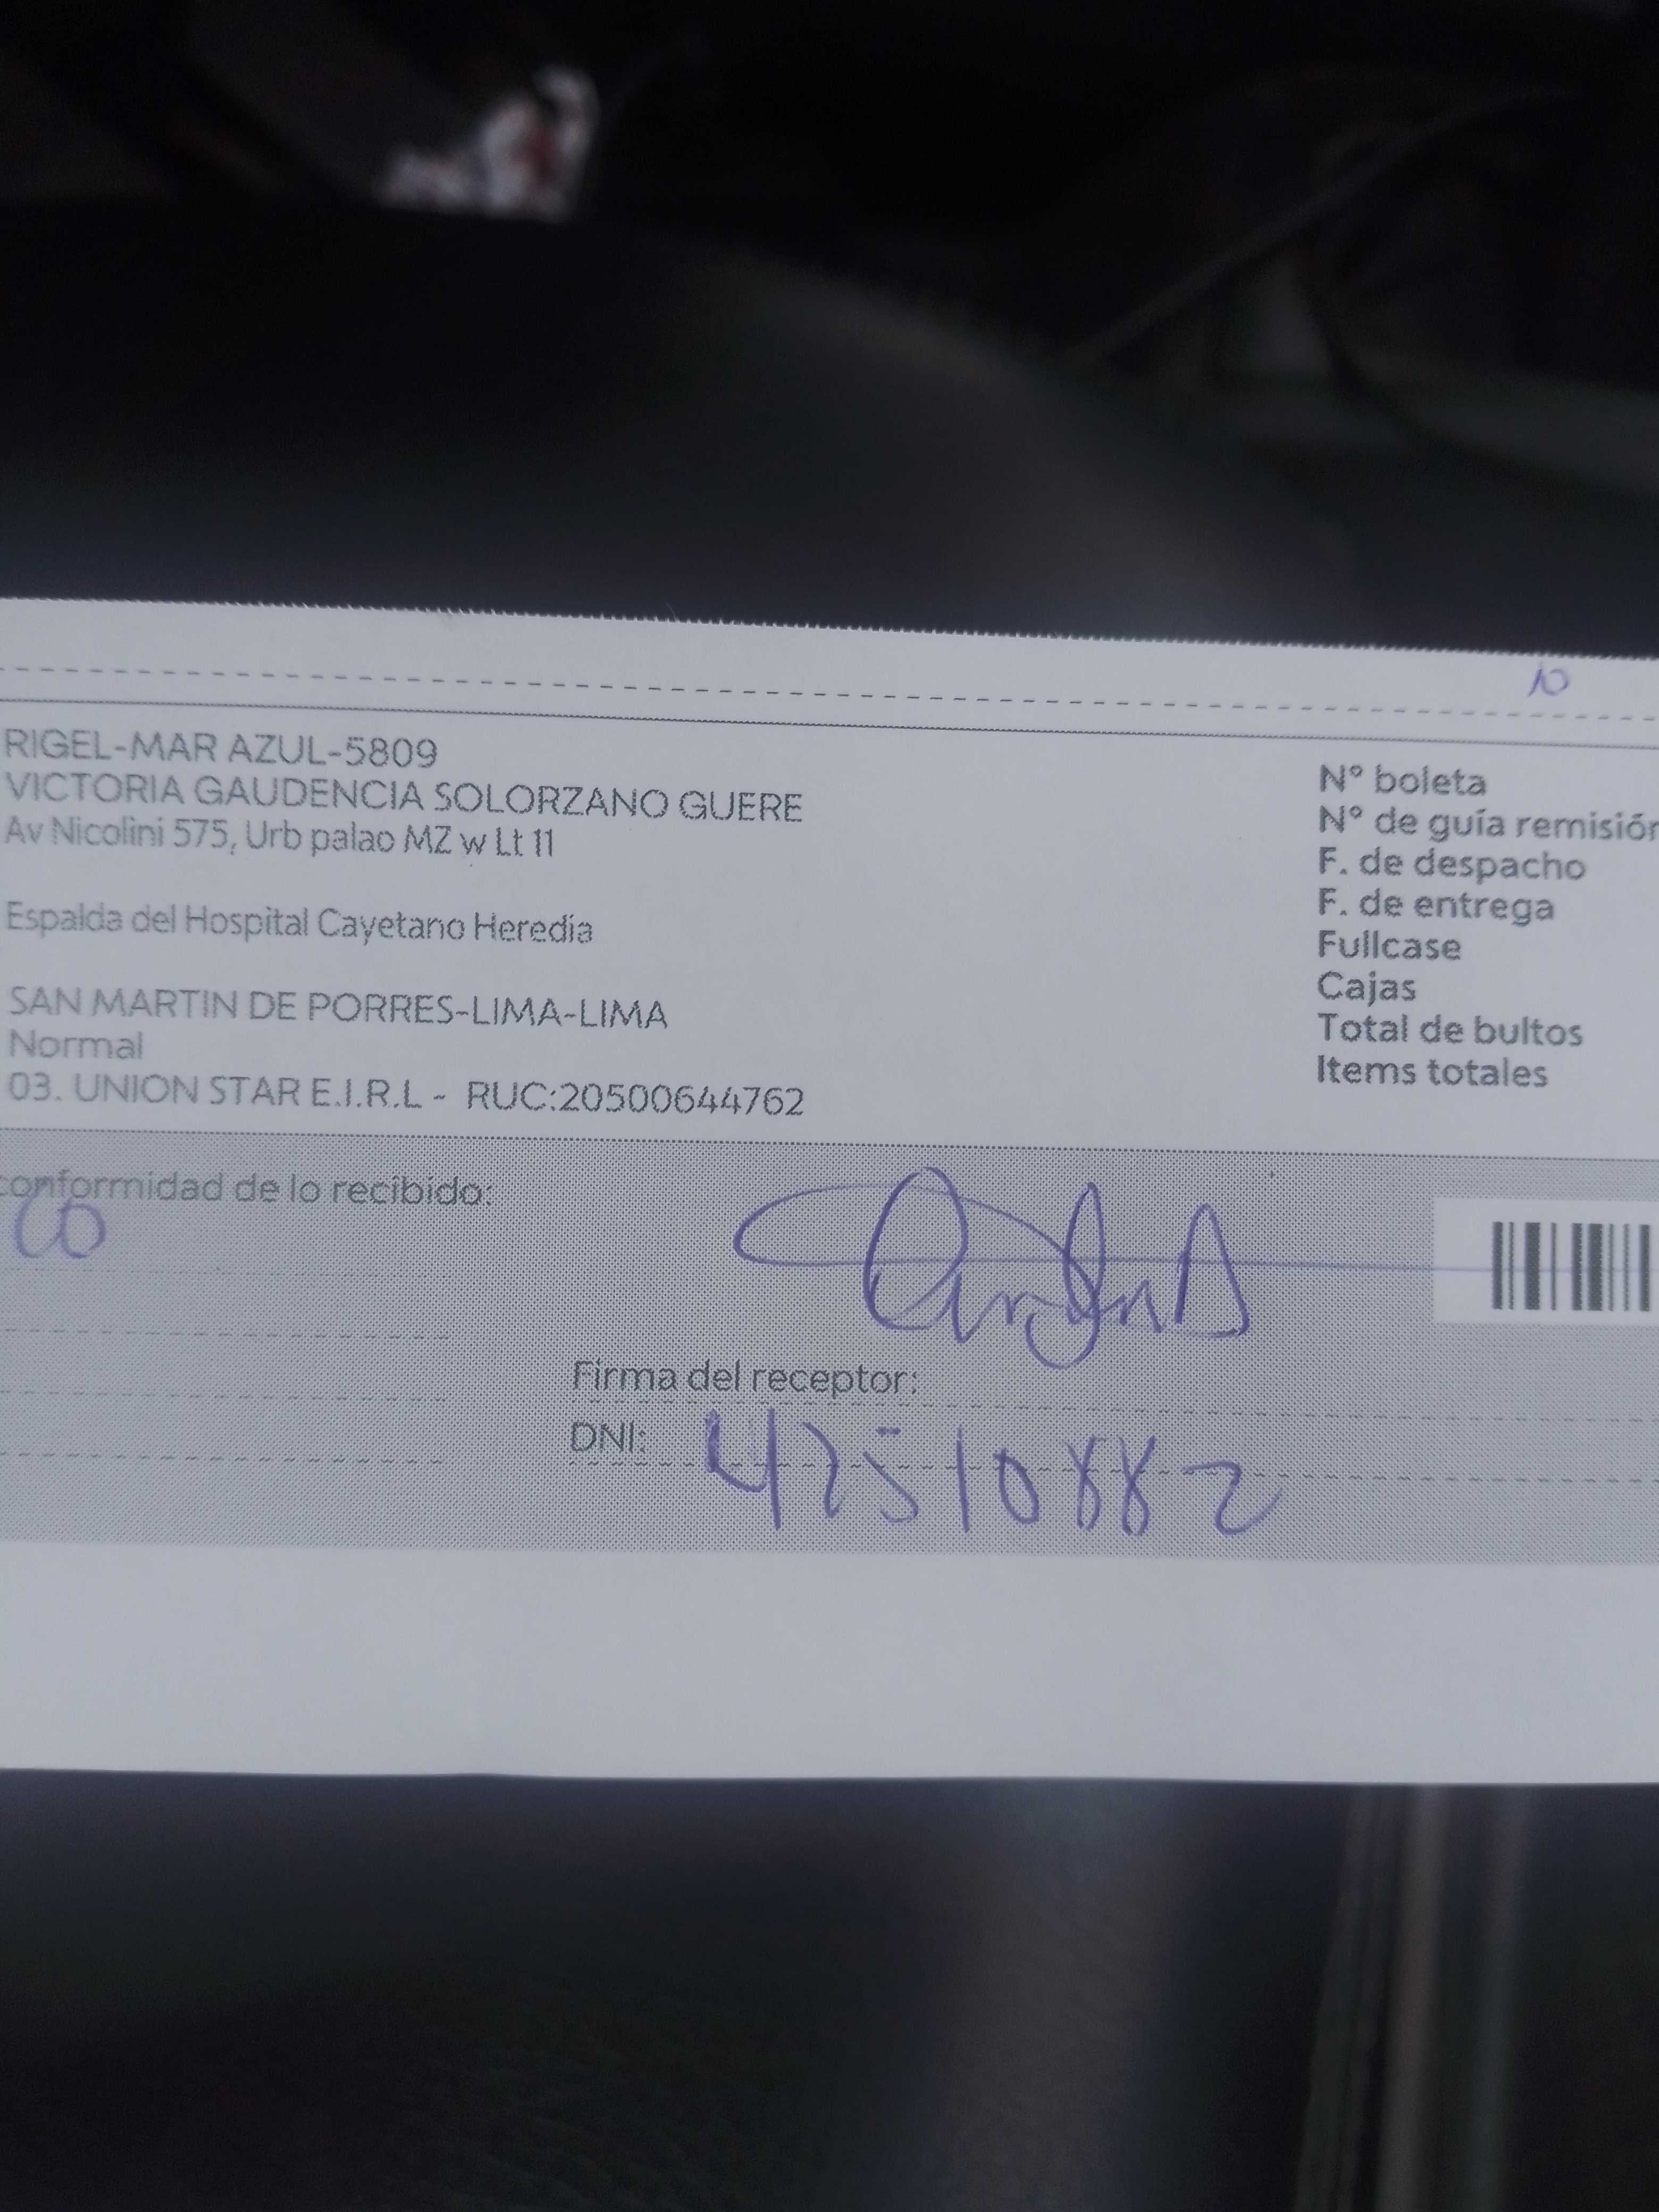 10
RIGEL-MAR AZUL-5809
VICTORIA GAUDENCIA SOLORZANO GUERE
Av Nicolini 575, Urb palao MZ w Lt 11
Espalda del Hospital Cayetano Heredia
SAN MARTIN DE PORRES-LIMA-LIMA
Normal
03. UNION STAR E.I.R.L - RUC:20500644762
N° boleta
N° de guía remisión
F. de despacho
F. de entrega
Fullcase
Cajas
Total de bultos
Items totales
conformidad de lo recibido:
Firma del receptor:
DNI: 42510882